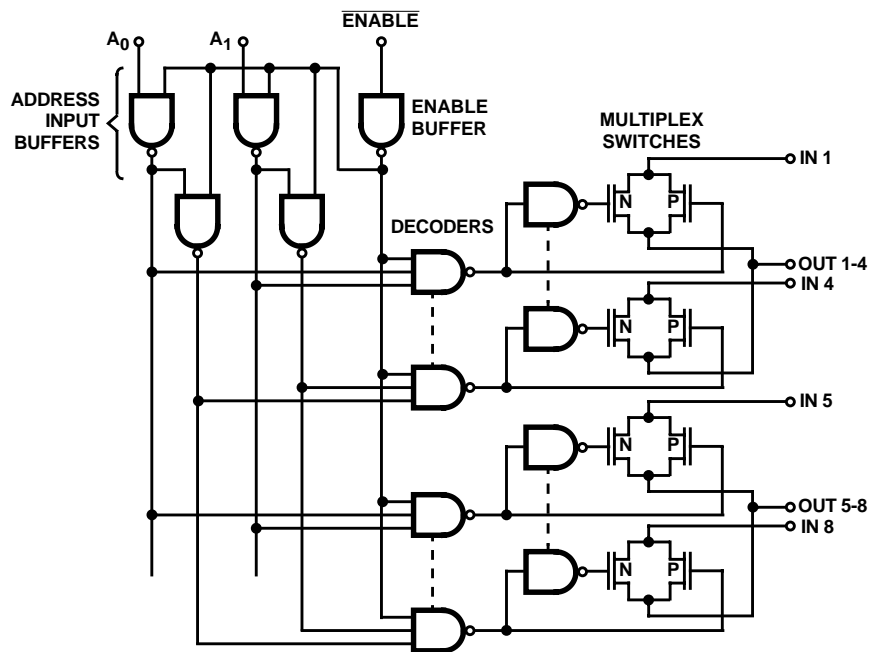 A0
A1
ENABLE
ADDRESS
INPUT
BUFFERS
ENABLE
BUFFER
MULTIPLEX
SWITCHES
IN 1
N
P
DECODERS
OUT 1-4
IN 4
N
P
IN 5
N
P
OUT 5-8
IN 8
N
P